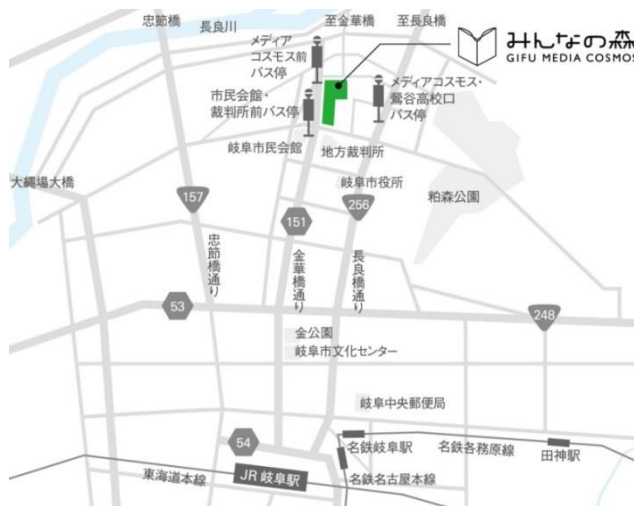 忠節橋
長良川
至金華橋
至長良橋
みんなの森
GIFU MEDIA COSMOS
メディア
コスモス前
バス停
メディアコスモス・
鶯谷高校口
バス停
市民会館・
裁判所前バス停
岐阜市民会館
地方裁判所
大縄場大橋
岐阜市役所
粕森公園
157
151
256
忠節橋通り
金華橋通り
長良橋通り
53
248
金公園
岐阜市文化センター
岐阜中央郵便局
54
名鉄岐阜駅
名鉄各務原線
田神駅
東海道本線
JR 岐阜駅
名鉄名古屋本線